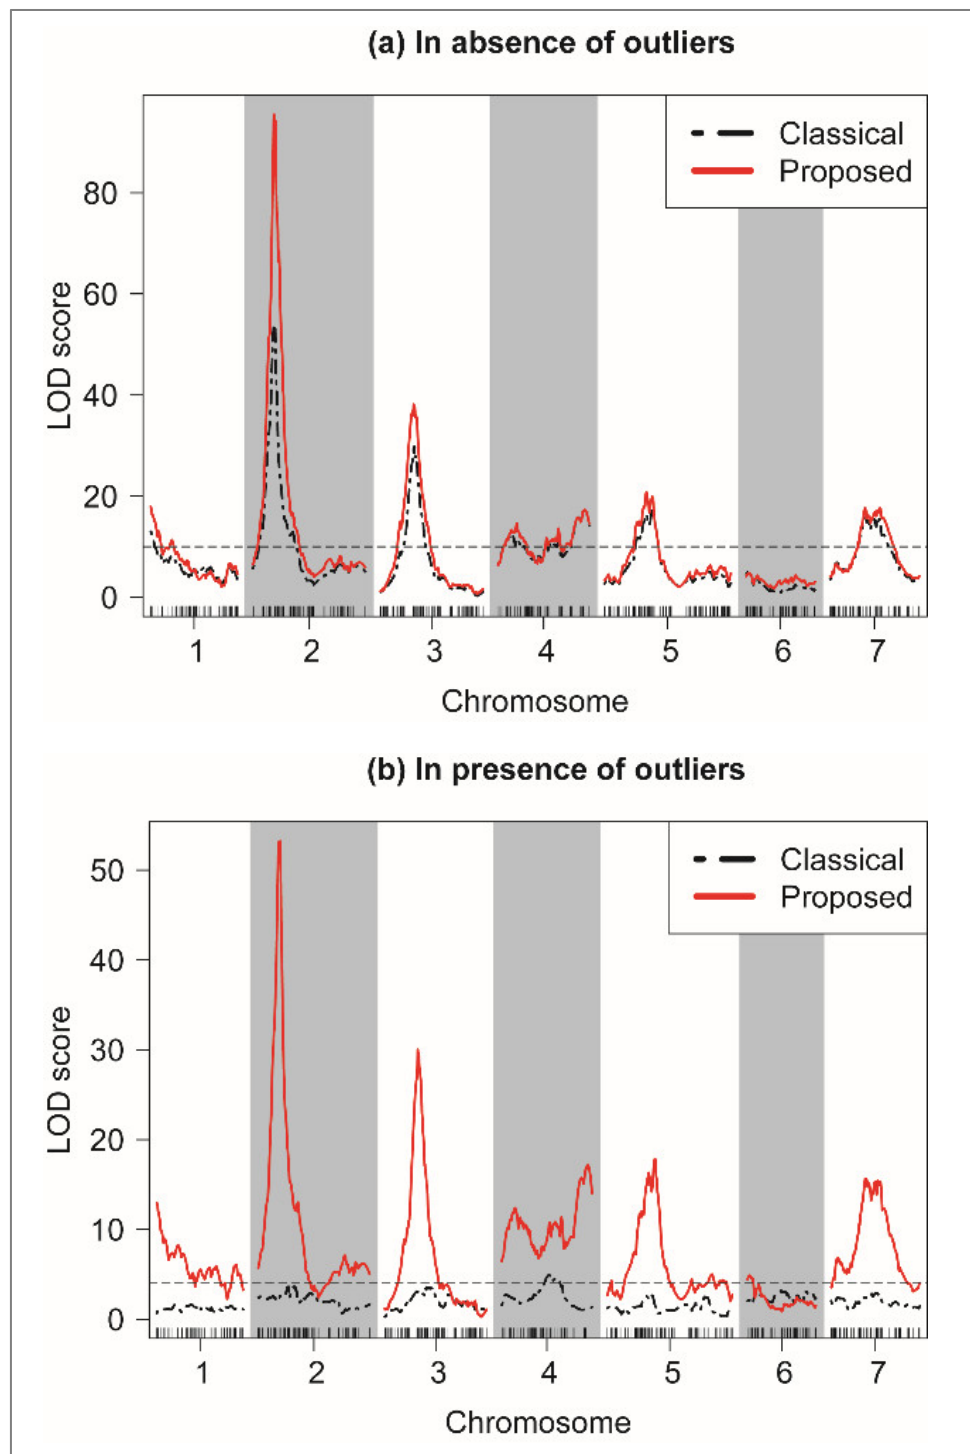 (a) In absence of outliers
Classical
Proposed
80
60
40
20
0
LOD score
1 2 3 4 5 6 7
Chromosome
(b) In presence of outliers
Classical
Proposed
50
40
30
20
10
0
LOD score
1 2 3 4 5 6 7
Chromosome